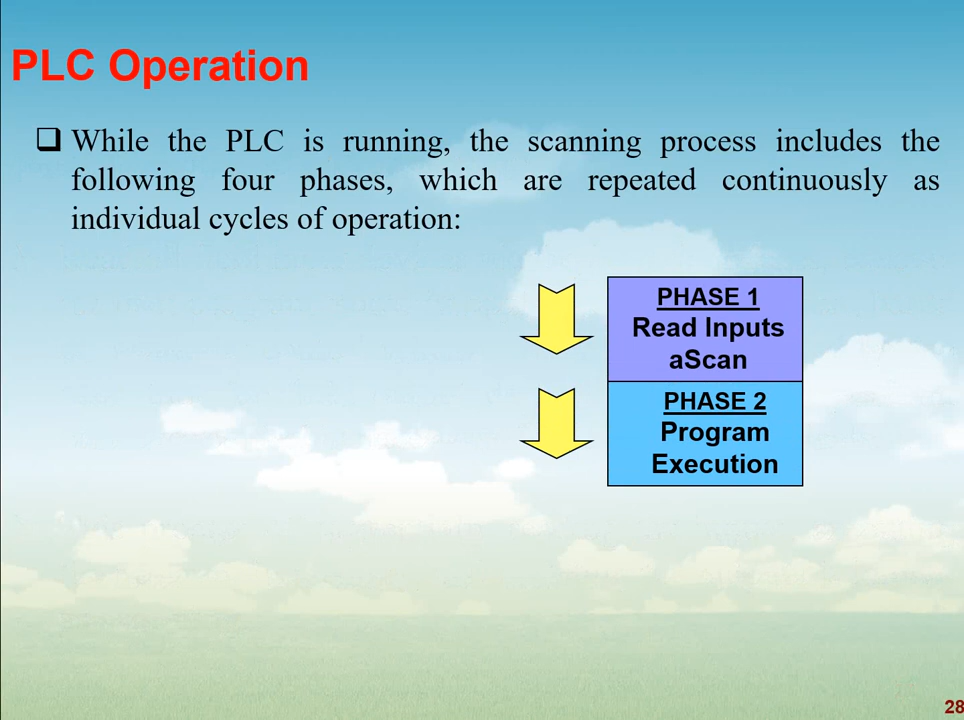 PLC Operation
❑ While the PLC is running, the scanning process includes the
following four phases, which are repeated continuously as
individual cycles of operation:
PHASE 1
Read Inputs
aScan
PHASE 2
Program
Execution
28